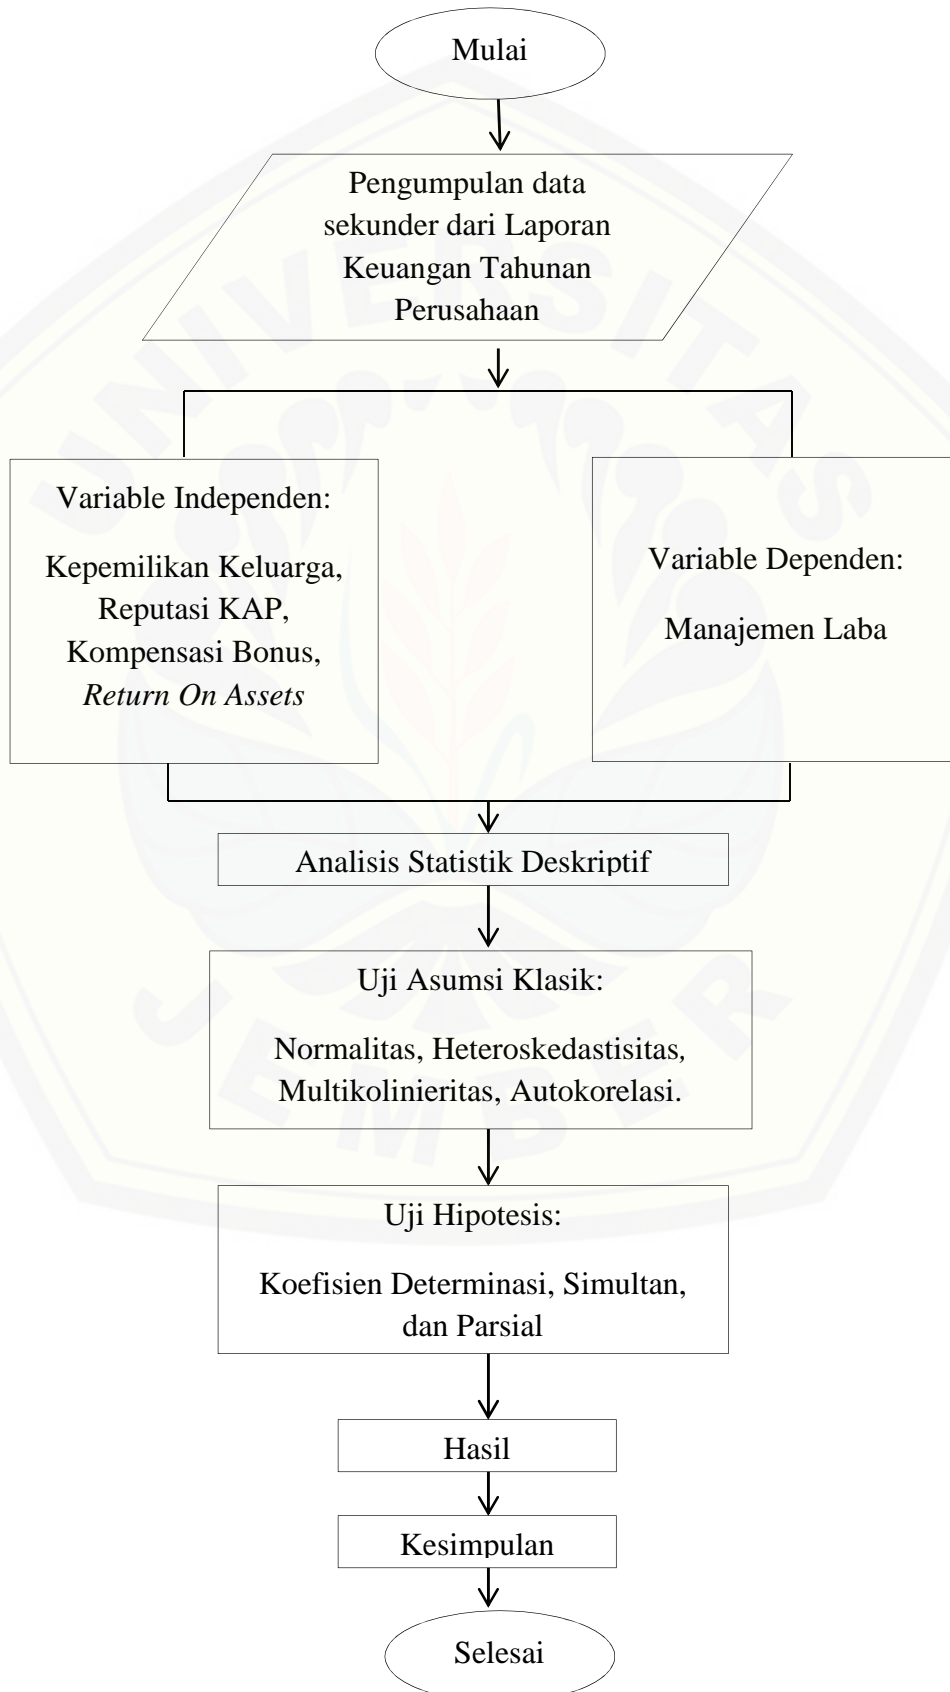 Mulai
Pengumpulan data
sekunder dari Laporan
Keuangan Tahunan
Perusahaan
Variable Independen:
Kepemilikan Keluarga,
Reputasi KAP,
Kompensasi Bonus,
Return On Assets
Variable Dependen:
Manajemen Laba
Analisis Statistik Deskriptif
Uji Asumsi Klasik:
Normalitas, Heteroskedastisitas,
Multikolinieritas, Autokorelasi.
Uji Hipotesis:
Koefisien Determinasi, Simultan,
dan Parsial
Hasil
Kesimpulan
Selesai
UNIVERSITAS
JEMBER